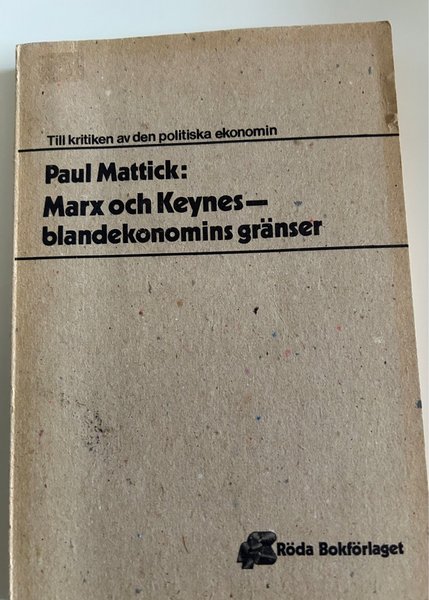 Till kritiken av den politiska ekonomin
Paul Mattick:
Marx och Keynes—
blandekonomins gränser
Röda Bokförlaget